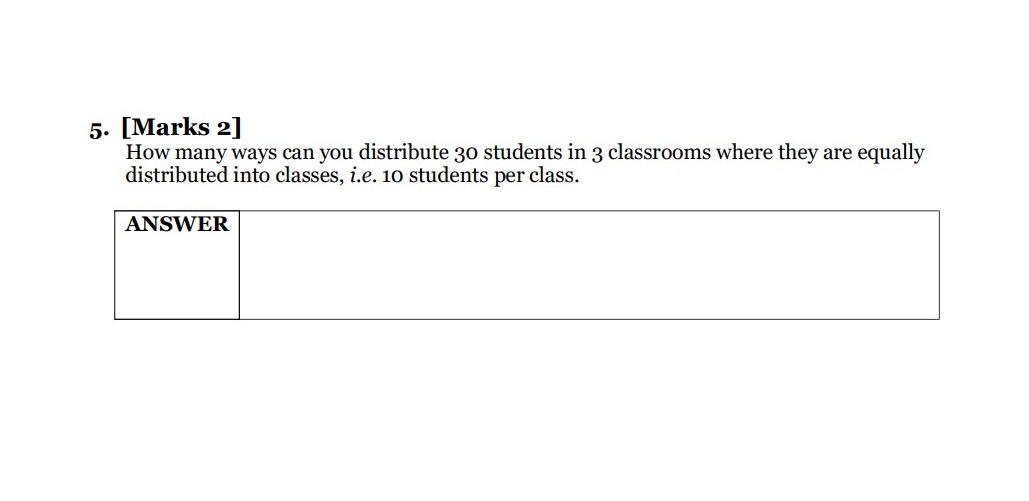 5. [Marks 2]
How many ways can you distribute 30 students in 3 classrooms where they are equally
distributed into classes, i.e. 10 students per class.
ANSWER